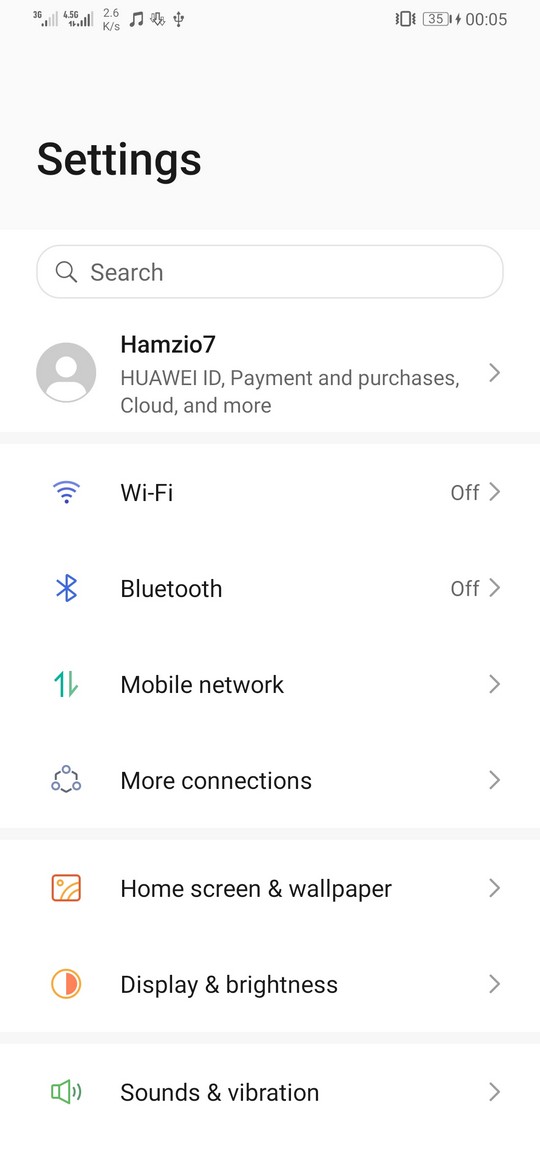 3G 4.5G 2.6 K/s 35 00:05
Settings
Search
Hamzio7
HUAWEI ID, Payment and purchases,
Cloud, and more
Wi-Fi Off
Bluetooth Off
Mobile network
More connections
Home screen & wallpaper
Display & brightness
Sounds & vibration